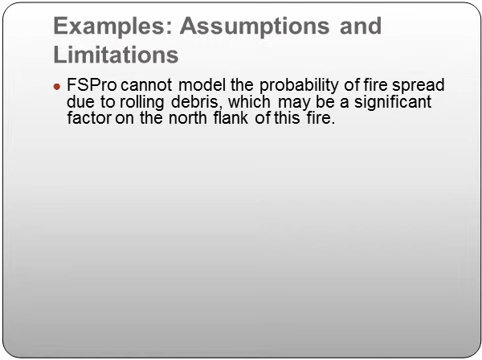 Examples: Assumptions and
Limitations
• FSPro cannot model the probability of fire spread
due to rolling debris, which may be a significant
factor on the north flank of this fire.